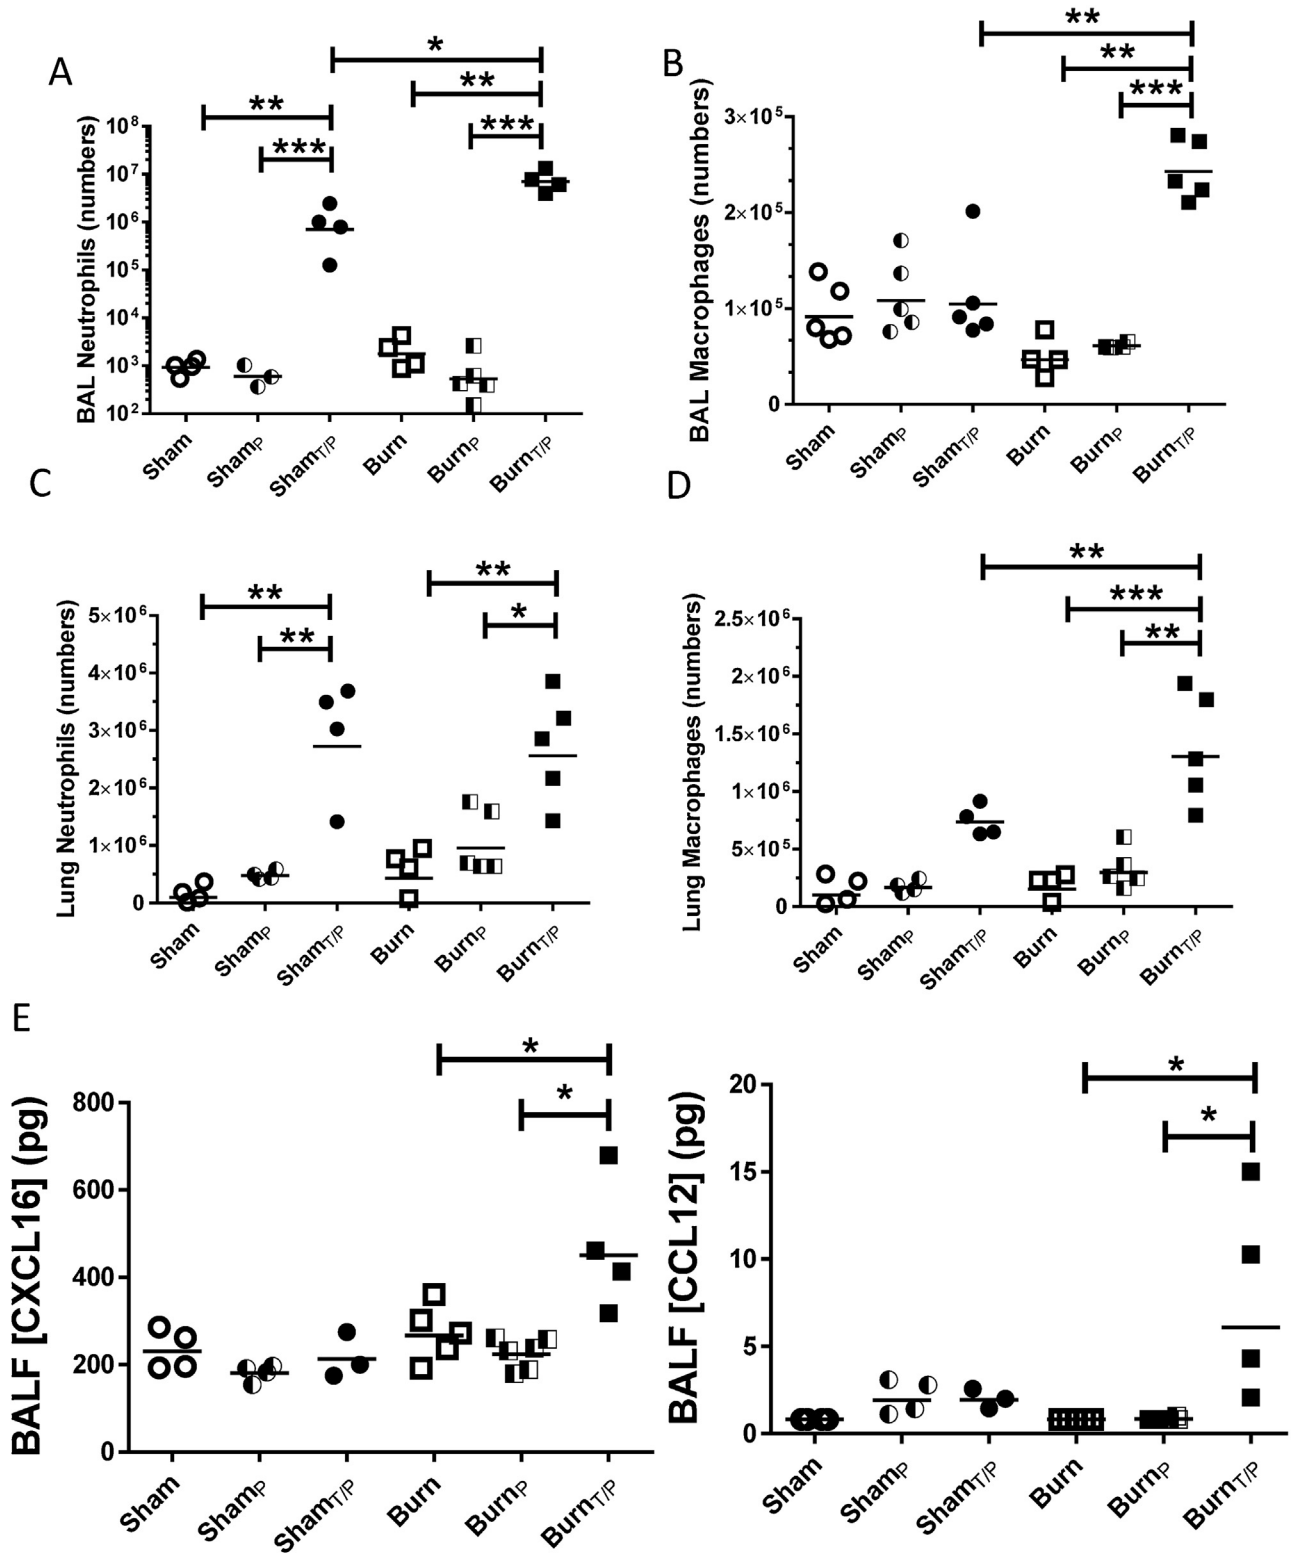 A
*
**
**
***
***
BAL Neutrophils (numbers)
10⁸
10⁷
10⁶
10⁵
10⁴
10³
10²
Sham
ShamP
ShamT/P
Burn
BurnP
BurnT/P
B
**
**
***
BAL Macrophages (numbers)
3×10⁵
2×10⁵
1×10⁵
0
Sham
ShamP
ShamT/P
Burn
BurnP
BurnT/P
C
**
**
**
*
Lung Neutrophils (numbers)
5×10⁶
4×10⁶
3×10⁶
2×10⁶
1×10⁶
0
Sham
ShamP
ShamT/P
Burn
BurnP
BurnT/P
D
**
***
**
Lung Macrophages (numbers)
2.5×10⁶
2×10⁶
1.5×10⁶
1×10⁶
5×10⁵
0
Sham
ShamP
ShamT/P
Burn
BurnP
BurnT/P
E
*
*
BALF [CXCL16] (pg)
800
600
400
200
0
Sham
ShamP
ShamT/P
Burn
BurnP
BurnT/P
*
*
BALF [CCL12] (pg)
20
15
10
5
0
Sham
ShamP
ShamT/P
Burn
BurnP
BurnT/P